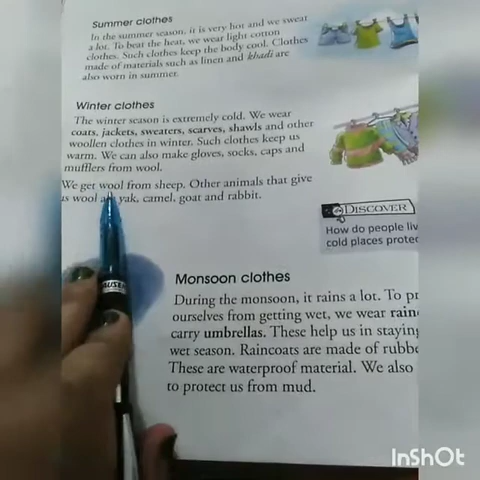 Summer clothes
In the summer season, it is very hot and we swear
a lot. To beat the heat, we wear light cotton
clothes. Such clothes keep the body cool. Clothes
made of materials such as linen and khadi are
also worn in summer.
Winter clothes
The winter season is extremely cold. We wear
coats, jackets, sweaters, scarves, shawls and other
woollen clothes in winter. Such clothes keep us
warm. We can also make gloves, socks, caps and
mufflers from wool.
We get wool from sheep. Other animals that give
us wool yak, camel, goat and rabbit.
DISCOVER
How do people liv
cold places protec
Monsoon clothes
During the monsoon, it rains a lot. To pr
ourselves from getting wet, we wear rain
carry umbrellas. These help us in staying
wet season. Raincoats are made of rubbe
These are waterproof material. We also
to protect us from mud.
InShOt